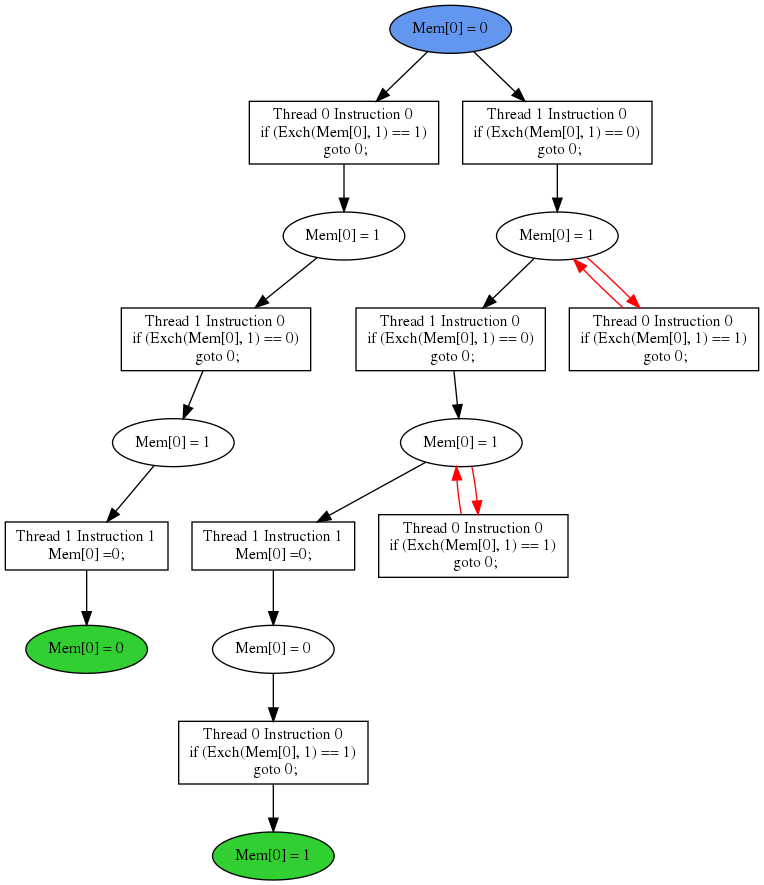 Mem[0] = 0
Thread 0 Instruction 0
if (Exch(Mem[0], 1) == 1)
goto 0;
Thread 1 Instruction 0
if (Exch(Mem[0], 1) == 0)
goto 0;
Mem[0] = 1
Mem[0] = 1
Thread 1 Instruction 0
if (Exch(Mem[0], 1) == 0)
goto 0;
Thread 1 Instruction 0
if (Exch(Mem[0], 1) == 0)
goto 0;
Thread 0 Instruction 0
if (Exch(Mem[0], 1) == 1)
goto 0;
Mem[0] = 1
Mem[0] = 1
Thread 1 Instruction 1
Mem[0] =0;
Thread 1 Instruction 1
Mem[0] =0;
Thread 0 Instruction 0
if (Exch(Mem[0], 1) == 1)
goto 0;
Mem[0] = 0
Mem[0] = 0
Thread 0 Instruction 0
if (Exch(Mem[0], 1) == 1)
goto 0;
Mem[0] = 1